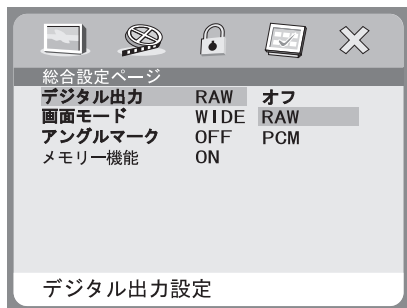 総合設定ページ
デジタル出力 RAW オフ
画面モード WIDE RAW
アングルマーク OFF PCM
メモリー機能 ON
デジタル出力設定